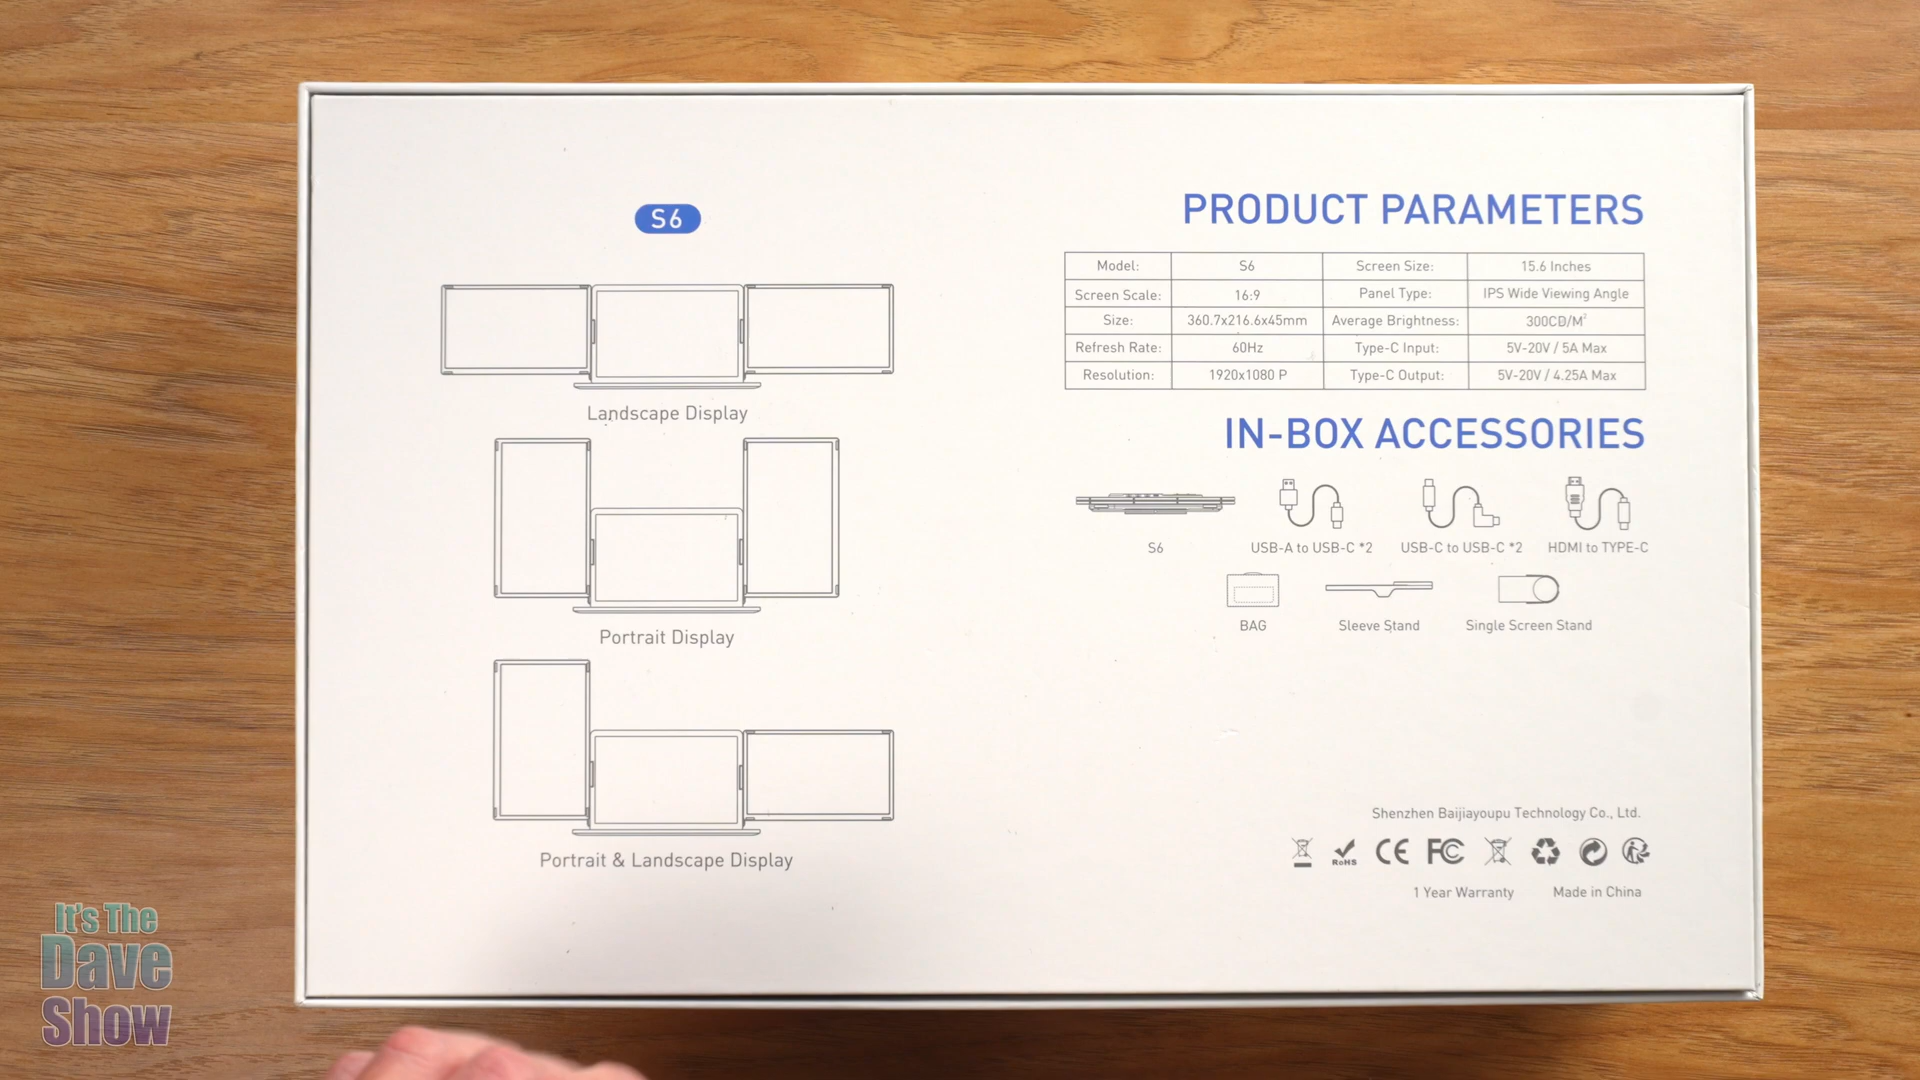 S6
Landscape Display
Portrait Display
Portrait & Landscape Display
PRODUCT PARAMETERS
Model: S6 Screen Size: 15.6 Inches
Screen Scale: 16:9 Panel Type: IPS Wide Viewing Angle
Size: 360.7x216.6x45mm Average Brightness: 300CD/M²
Refresh Rate: 60Hz Type-C Input: 5V-20V / 5A Max
Resolution: 1920x1080 P Type-C Output: 5V-20V / 4.25A Max
IN-BOX ACCESSORIES
S6 USB-A to USB-C *2 USB-C to USB-C *2 HDMI to TYPE-C
BAG Sleeve Stand Single Screen Stand
Shenzhen Baijiayoupu Technology Co., Ltd.
RoHS CE FC
1 Year Warranty Made in China
It's The
Dave
Show